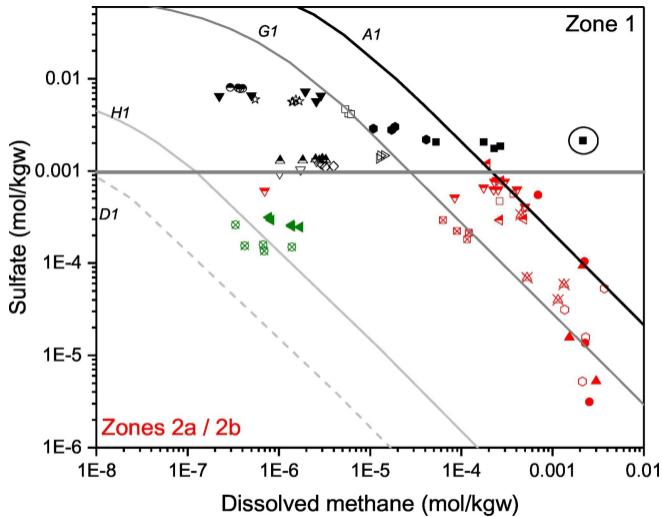 G1
A1
Zone 1
0.01
H1
0.001
D1
1E-4
1E-5
Zones 2a / 2b
1E-6
1E-8
1E-7
1E-6
1E-5
1E-4
0.001
0.01
Dissolved methane (mol/kgw)
Sulfate (mol/kgw)